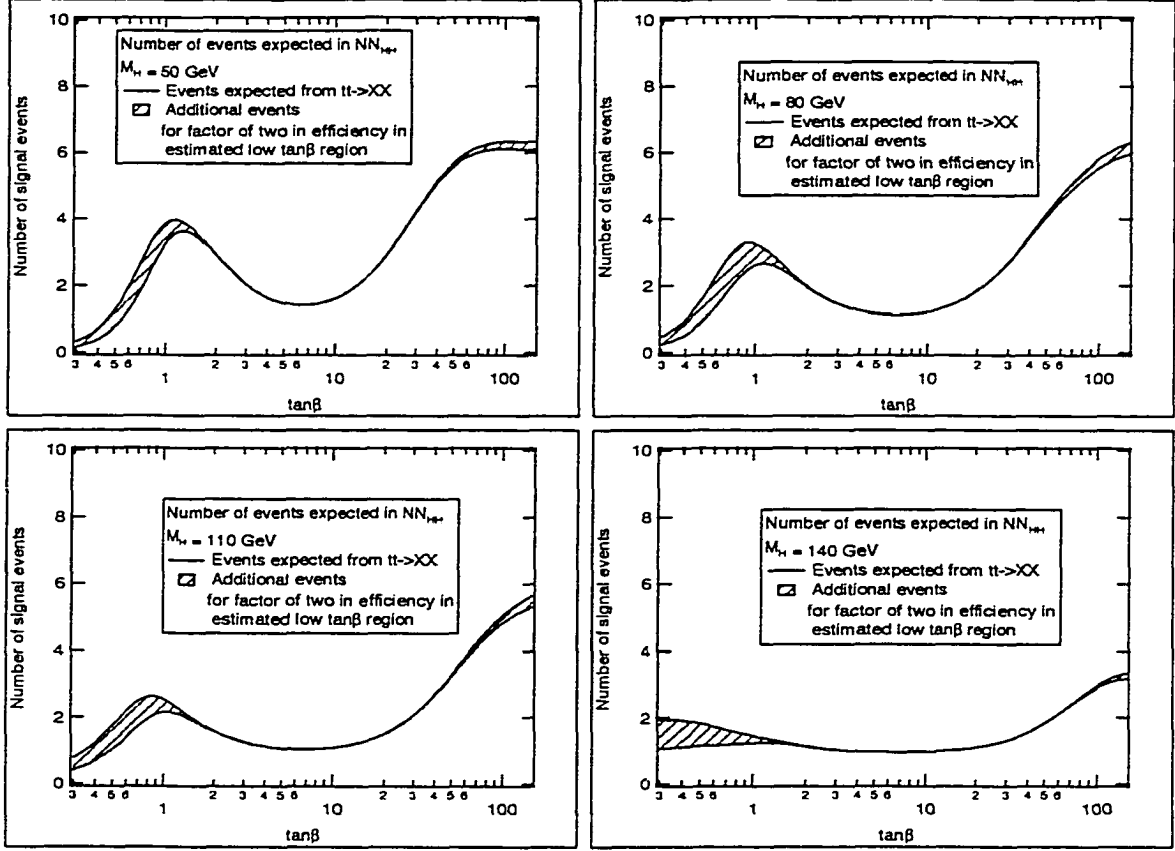 Number of signal events
10
8
6
4
2
0
Number of events expected in NN_HH
M_H = 50 GeV
Events expected from tt->XX
Additional events
for factor of two in efficiency in
estimated low tanβ region
3 4 5 6 2 3 4 5 6 2 3 4 5 6
1 10 100
tanβ
Number of signal events
10
8
6
4
2
0
Number of events expected in NN_HH
M_H = 80 GeV
Events expected from tt->XX
Additional events
for factor of two in efficiency in
estimated low tanβ region
3 4 5 6 2 3 4 5 6 2 3 4 5 6
1 10 100
tanβ
Number of signal events
10
8
6
4
2
0
Number of events expected in NN_HH
M_H = 110 GeV
Events expected from tt->XX
Additional events
for factor of two in efficiency in
estimated low tanβ region
3 4 5 6 2 3 4 5 6 2 3 4 5 6
1 10 100
tanβ
Number of signal events
10
8
6
4
2
0
Number of events expected in NN_HH
M_H = 140 GeV
Events expected from tt->XX
Additional events
for factor of two in efficiency in
estimated low tanβ region
3 4 5 6 2 3 4 5 6 2 3 4 5 6
1 10 100
tanβ